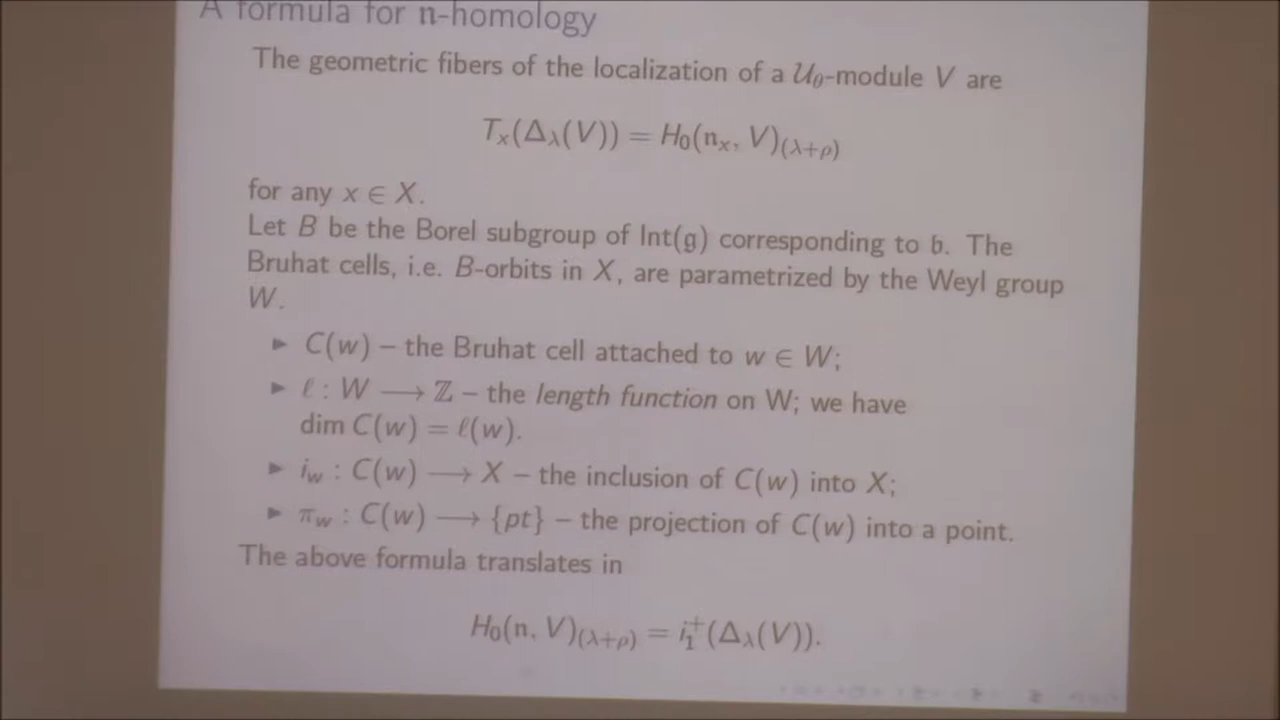 A formula for n-homology
The geometric fibers of the localization of a 𝒰_θ-module V are
T_x(Δ_λ(V)) = H_0(𝔫_x, V)_(λ+ρ)
for any x ∈ X.
Let B be the Borel subgroup of Int(𝔤) corresponding to 𝔟. The
Bruhat cells, i.e. B-orbits in X, are parametrized by the Weyl group
W.
► C(w) – the Bruhat cell attached to w ∈ W;
► ℓ : W ⟶ ℤ – the length function on W; we have
dim C(w) = ℓ(w).
► i_w : C(w) ⟶ X – the inclusion of C(w) into X;
► π_w : C(w) ⟶ {pt} – the projection of C(w) into a point.
The above formula translates in
H_0(𝔫, V)_(λ+ρ) = i_1^+(Δ_λ(V)).